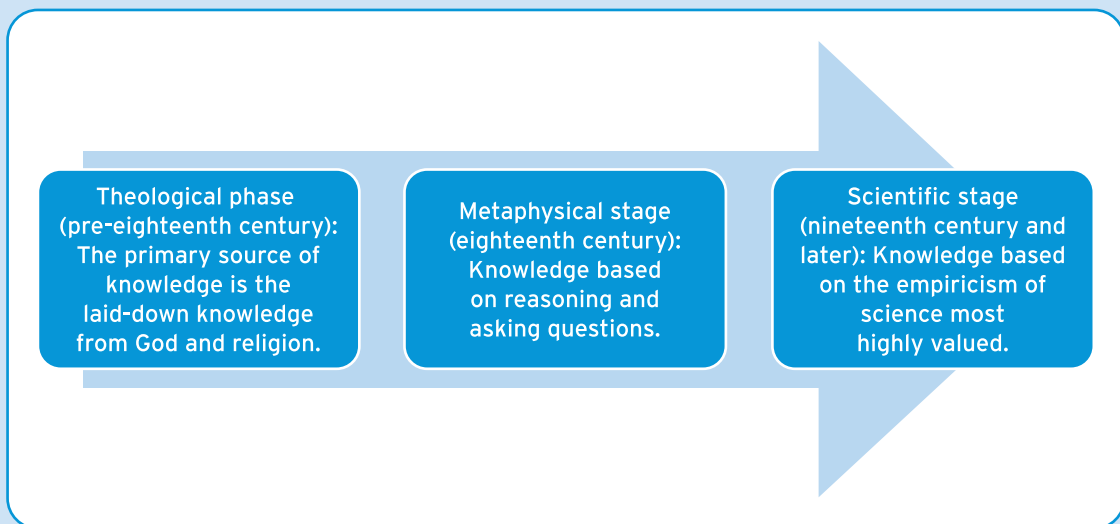 Theological phase
(pre-eighteenth century):
The primary source of
knowledge is the
laid-down knowledge
from God and religion.
Metaphysical stage
(eighteenth century):
Knowledge based
on reasoning and
asking questions.
Scientific stage
(nineteenth century and
later): Knowledge based
on the empiricism of
science most
highly valued.